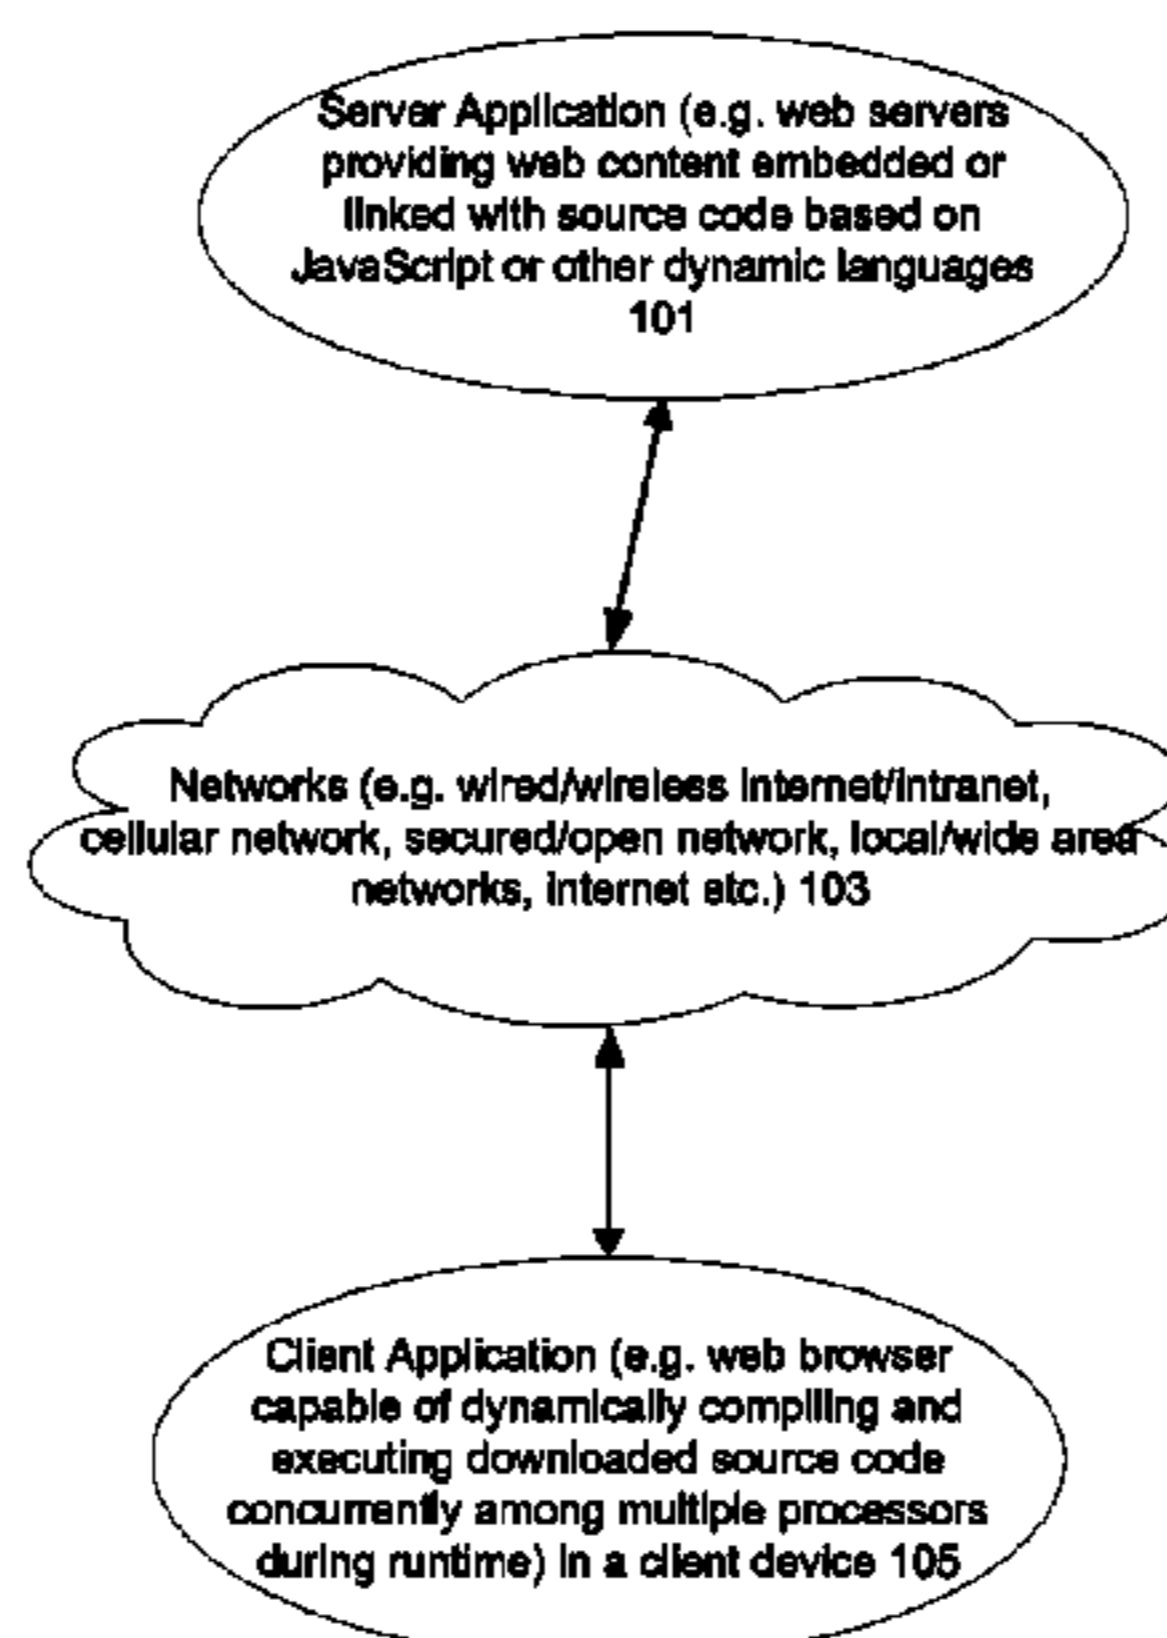 Server Application (e.g. web servers
providing web content embedded or
linked with source code based on
JavaScript or other dynamic languages
101
Networks (e.g. wired/wireless internet/intranet,
cellular network, secured/open network, local/wide area
networks, internet etc.) 103
Client Application (e.g. web browser
capable of dynamically compiling and
executing downloaded source code
concurrently among multiple processors
during runtime) in a client device 105